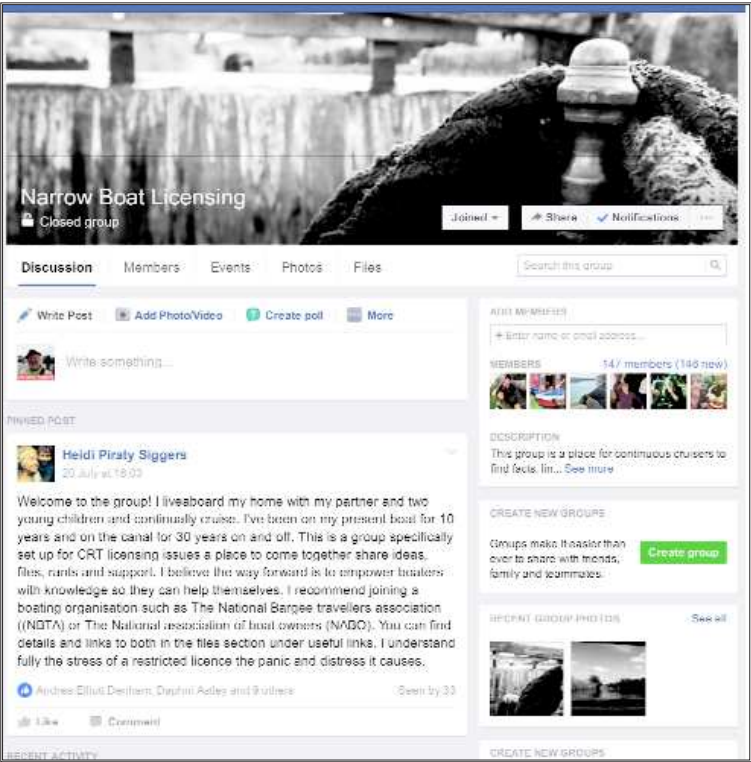 Narrow Boat Licensing
Closed group
Joined
Share
Notifications
Discussion
Members
Events
Photos
Files
Search this group
Write Post
Add Photo/Video
Create poll
More
Write something...
PINNED POST
Heidi Piraty Siggers
20 July at 18:03
Welcome to the group! I liveaboard my home with my partner and two
young children and continually cruise. I've been on my present boat for 10
years and on the canal for 30 years on and off. This is a group specifically
set up for CRT licensing issues a place to come together share ideas,
files, rants and support. I believe the way forward is to empower boaters
with knowledge so they can help themselves. I recommend joining a
boating organisation such as The National Bargee travellers association
((NBTA) or The National association of boat owners (NABO). You can find
details and links to both in the files section under useful links. I understand
fully the stress of a restricted licence the panic and distress it causes.
Andrea Elliott Denham, Daphni Astley and 9 others
Seen by 33
Like
Comment
RECENT ACTIVITY
ADD MEMBERS
+ Enter name or email address...
MEMBERS
147 members (146 new)
DESCRIPTION
This group is a place for continuous cruisers to
find facts, lin... See more
CREATE NEW GROUPS
Groups make it easier than
ever to share with friends,
family and teammates.
Create group
RECENT GROUP PHOTOS
See all
CREATE NEW GROUPS